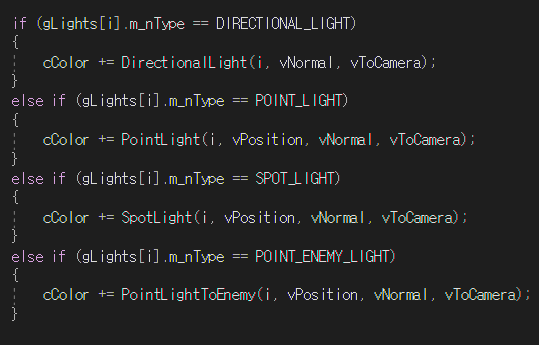 if (gLights[i].m_nType == DIRECTIONAL_LIGHT)
{
    cColor += DirectionalLight(i, vNormal, vToCamera);
}
else if (gLights[i].m_nType == POINT_LIGHT)
{
    cColor += PointLight(i, vPosition, vNormal, vToCamera);
}
else if (gLights[i].m_nType == SPOT_LIGHT)
{
    cColor += SpotLight(i, vPosition, vNormal, vToCamera);
}
else if (gLights[i].m_nType == POINT_ENEMY_LIGHT)
{
    cColor += PointLightToEnemy(i, vPosition, vNormal, vToCamera);
}